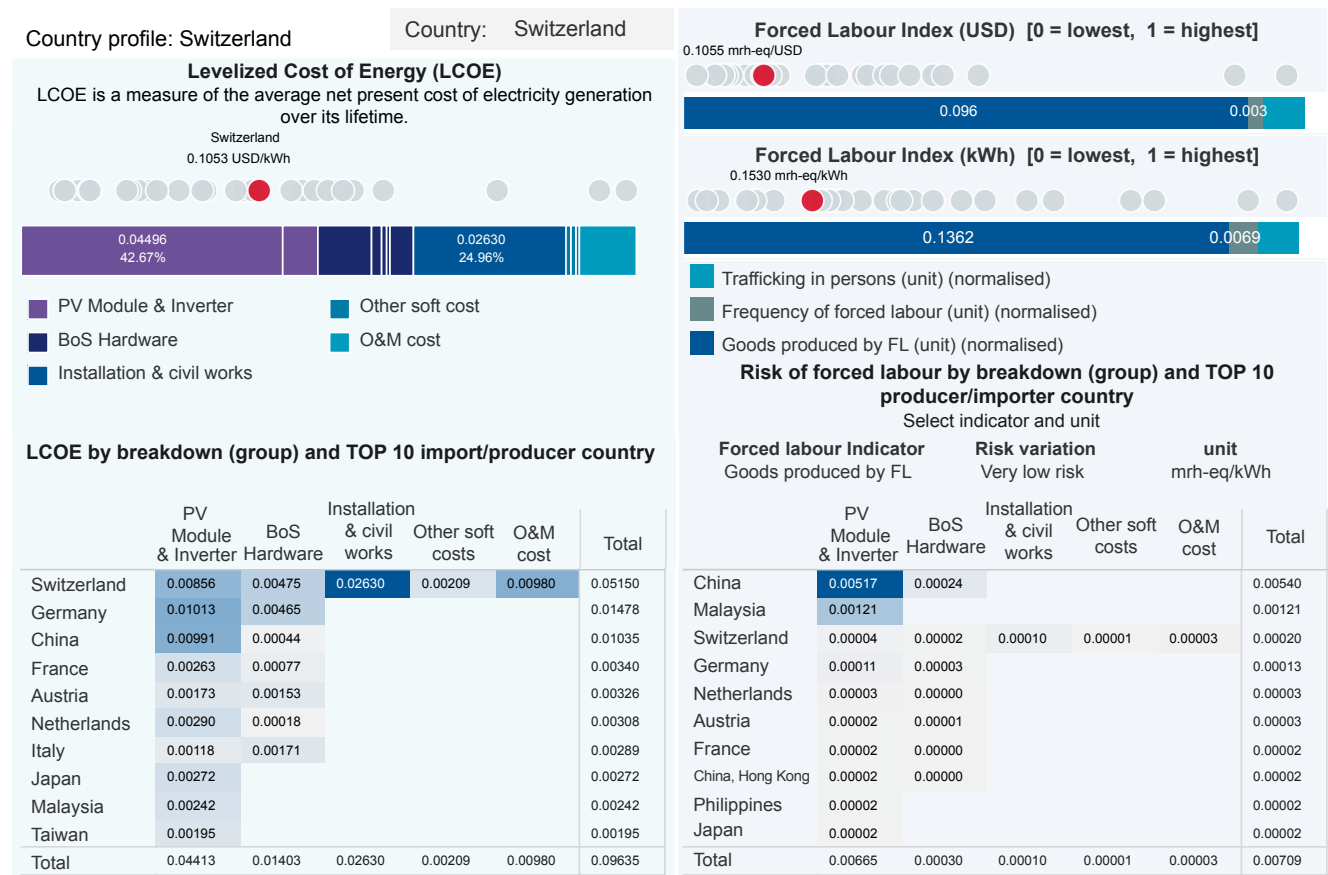 Country profile: Switzerland
Country: Switzerland
Levelized Cost of Energy (LCOE)
LCOE is a measure of the average net present cost of electricity generation
over its lifetime.
Switzerland
0.1053 USD/kWh
0.04496
42.67%
0.02630
24.96%
PV Module & Inverter
Other soft cost
BoS Hardware
O&M cost
Installation & civil works
LCOE by breakdown (group) and TOP 10 import/producer country
PV
Module
& Inverter
BoS
Hardware
Installation
& civil
works
Other soft
costs
O&M
cost
Total
Switzerland 0.00856 0.00475 0.02630 0.00209 0.00980 0.05150
Germany 0.01013 0.00465 0.01478
China 0.00991 0.00044 0.01035
France 0.00263 0.00077 0.00340
Austria 0.00173 0.00153 0.00326
Netherlands 0.00290 0.00018 0.00308
Italy 0.00118 0.00171 0.00289
Japan 0.00272 0.00272
Malaysia 0.00242 0.00242
Taiwan 0.00195 0.00195
Total 0.04413 0.01403 0.02630 0.00209 0.00980 0.09635
Forced Labour Index (USD) [0 = lowest, 1 = highest]
0.1055 mrh-eq/USD
0.096 0.003
Forced Labour Index (kWh) [0 = lowest, 1 = highest]
0.1530 mrh-eq/kWh
0.1362 0.0069
Trafficking in persons (unit) (normalised)
Frequency of forced labour (unit) (normalised)
Goods produced by FL (unit) (normalised)
Risk of forced labour by breakdown (group) and TOP 10
producer/importer country
Select indicator and unit
Forced labour Indicator Risk variation unit
Goods produced by FL Very low risk mrh-eq/kWh
PV
Module
& Inverter
BoS
Hardware
Installation
& civil
works
Other soft
costs
O&M
cost
Total
China 0.00517 0.00024 0.00540
Malaysia 0.00121 0.00121
Switzerland 0.00004 0.00002 0.00010 0.00001 0.00003 0.00020
Germany 0.00011 0.00003 0.00013
Netherlands 0.00003 0.00000 0.00003
Austria 0.00002 0.00001 0.00003
France 0.00002 0.00000 0.00002
China, Hong Kong 0.00002 0.00000 0.00002
Philippines 0.00002 0.00002
Japan 0.00002 0.00002
Total 0.00665 0.00030 0.00010 0.00001 0.00003 0.00709